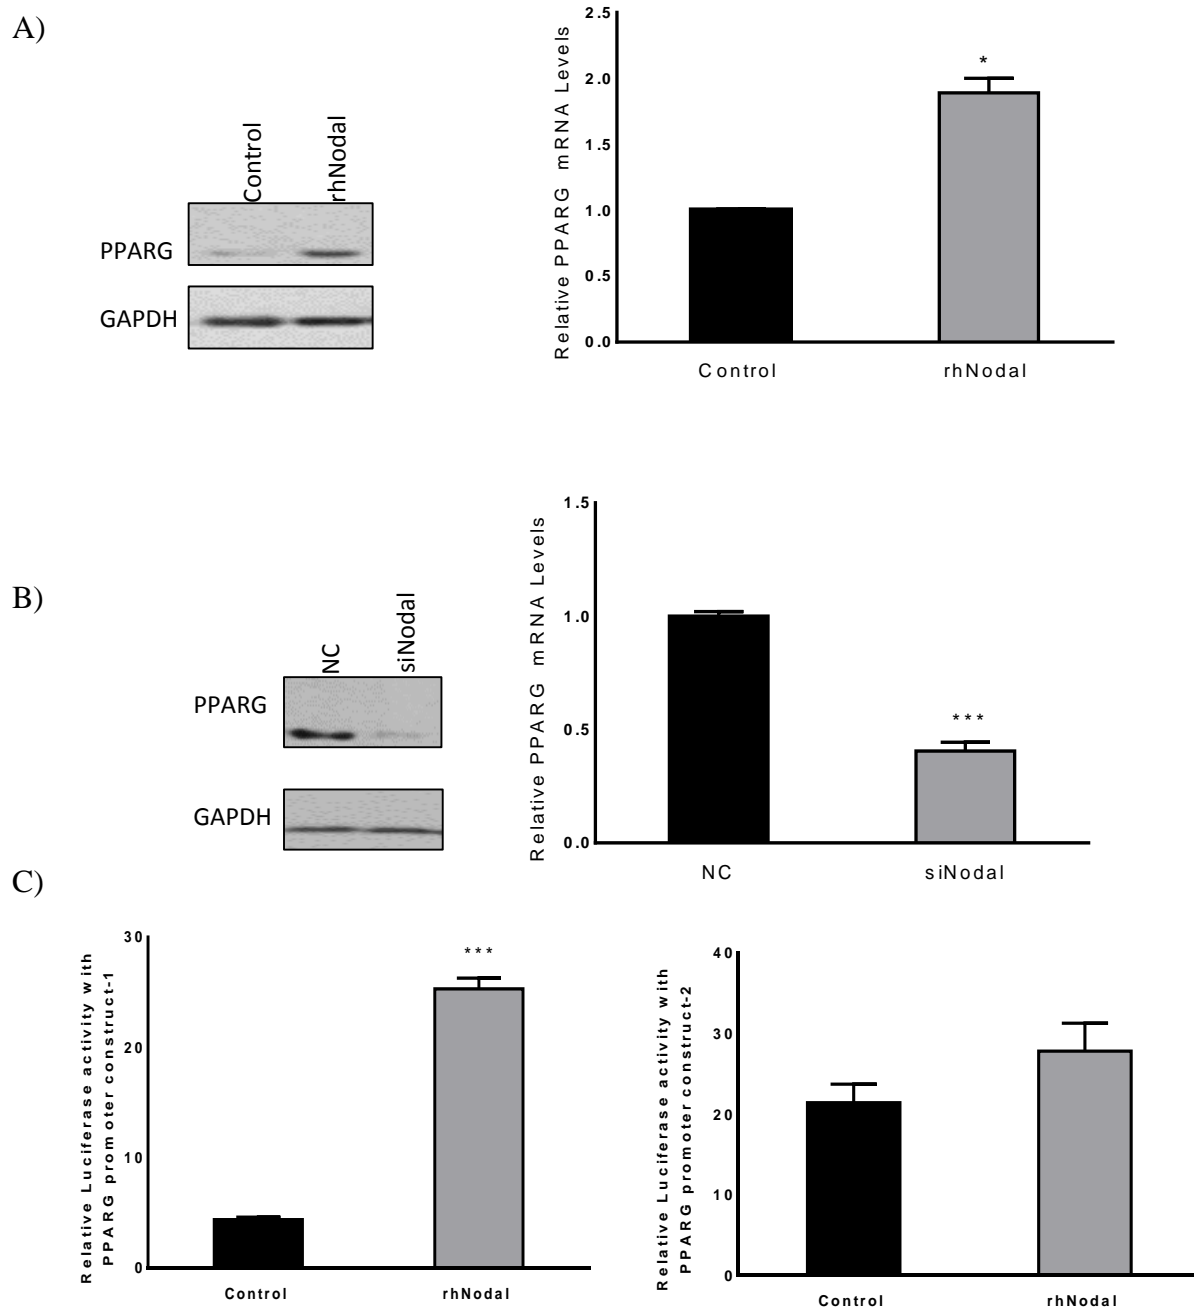 A)
Control
rhNodal
PPARG
GAPDH
Relative PPARG mRNA Levels
2.5
2.0
1.5
1.0
0.5
0.0
*
Control
rhNodal
B)
NC
siNodal
PPARG
GAPDH
Relative PPARG mRNA Levels
1.5
1.0
0.5
0.0
***
NC
siNodal
C)
Relative Luciferase activity with
PPARG promoter construct-1
30
20
10
0
***
Control
rhNodal
Relative Luciferase activity with
PPARG promoter construct-2
40
30
20
10
0
Control
rhNodal